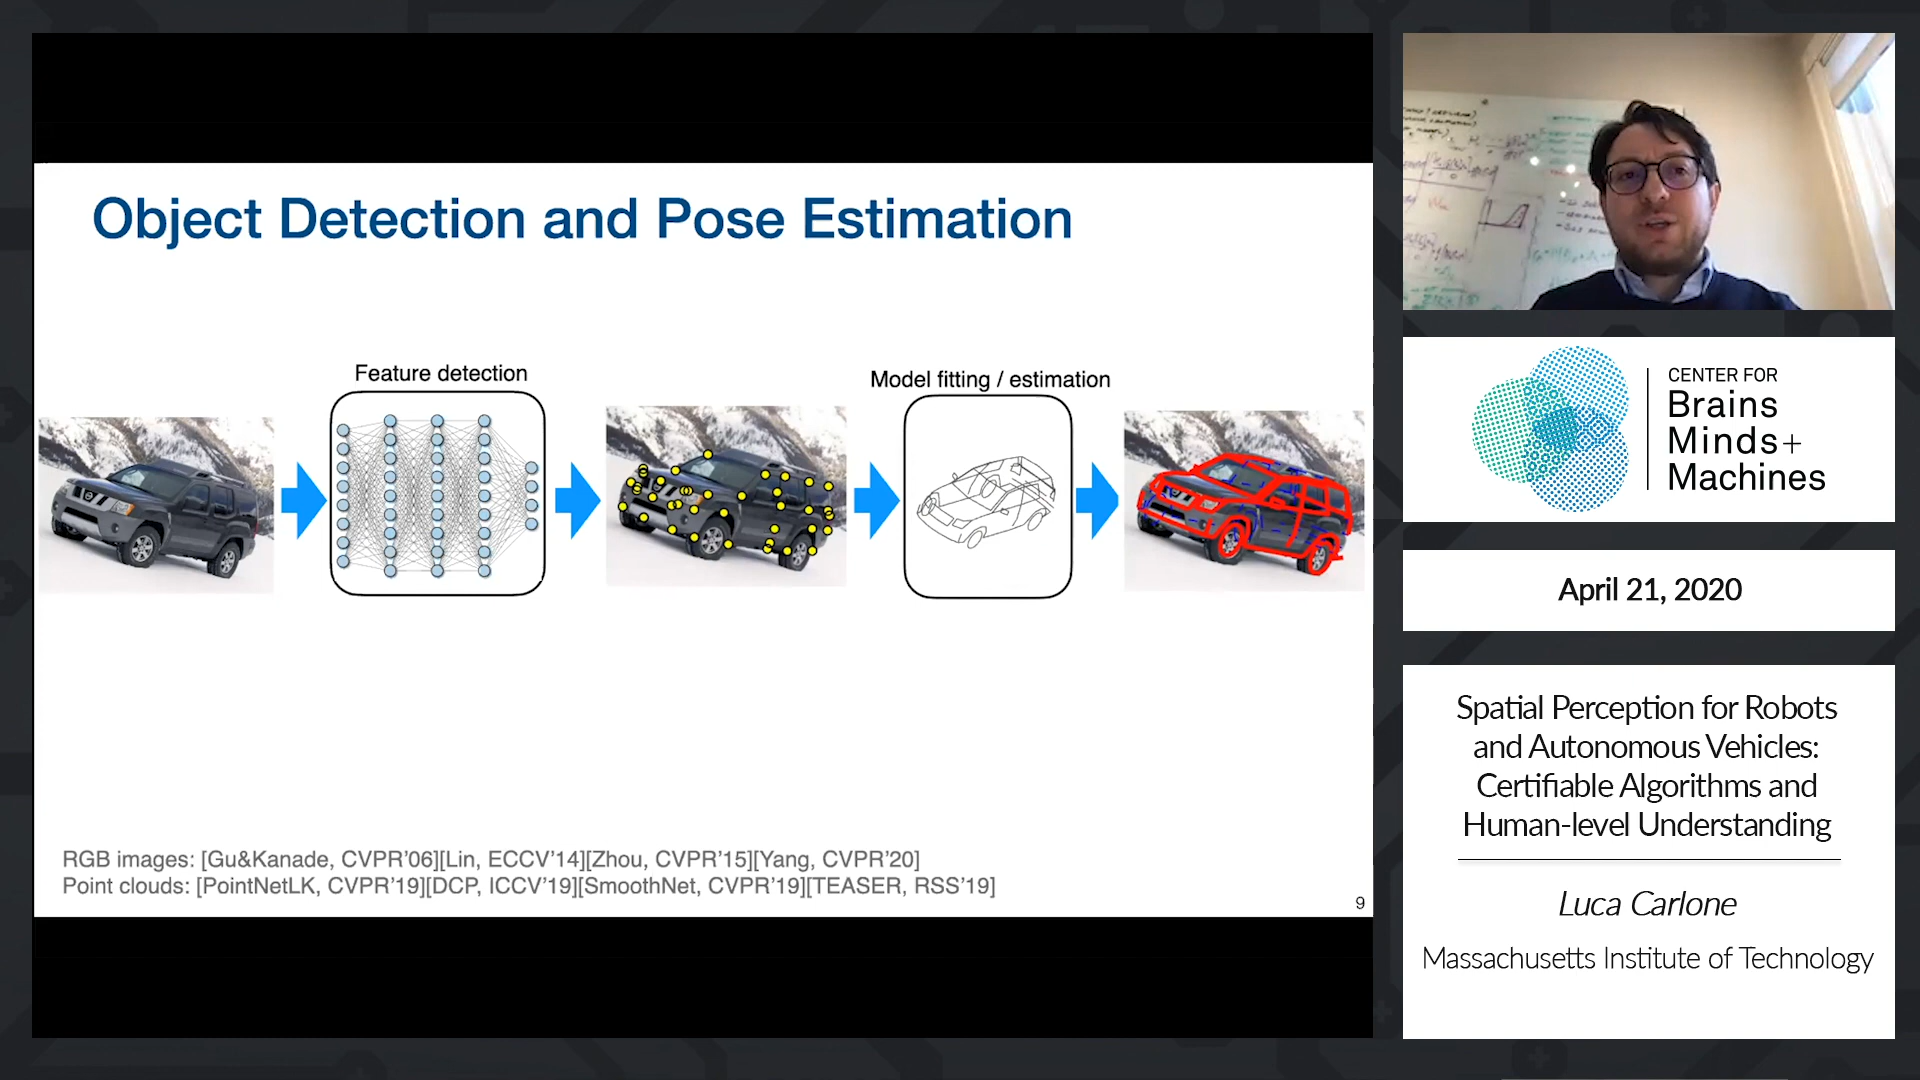 Object Detection and Pose Estimation
Feature detection
Model fitting / estimation
RGB images: [Gu&Kanade, CVPR'06][Lin, ECCV'14][Zhou, CVPR'15][Yang, CVPR'20]
Point clouds: [PointNetLK, CVPR'19][DCP, ICCV'19][SmoothNet, CVPR'19][TEASER, RSS'19]
9
CENTER FOR
Brains
Minds+
Machines
April 21, 2020
Spatial Perception for Robots
and Autonomous Vehicles:
Certifiable Algorithms and
Human-level Understanding
Luca Carlone
Massachusetts Institute of Technology